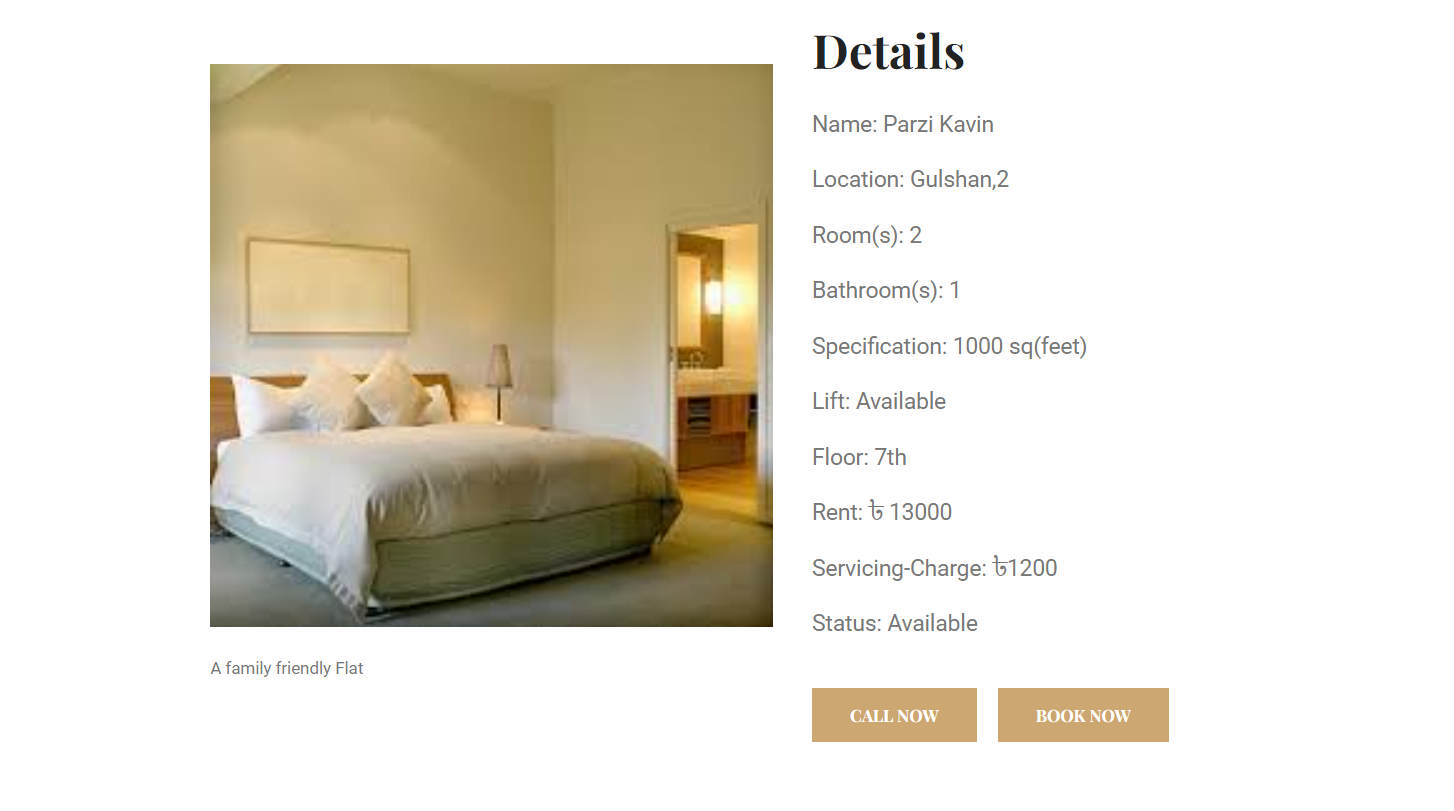 Details
Name: Parzi Kavin
Location: Gulshan,2
Room(s): 2
Bathroom(s): 1
Specification: 1000 sq(feet)
Lift: Available
Floor: 7th
Rent: ৳ 13000
Servicing-Charge: ৳1200
Status: Available
A family friendly Flat
CALL NOW
BOOK NOW